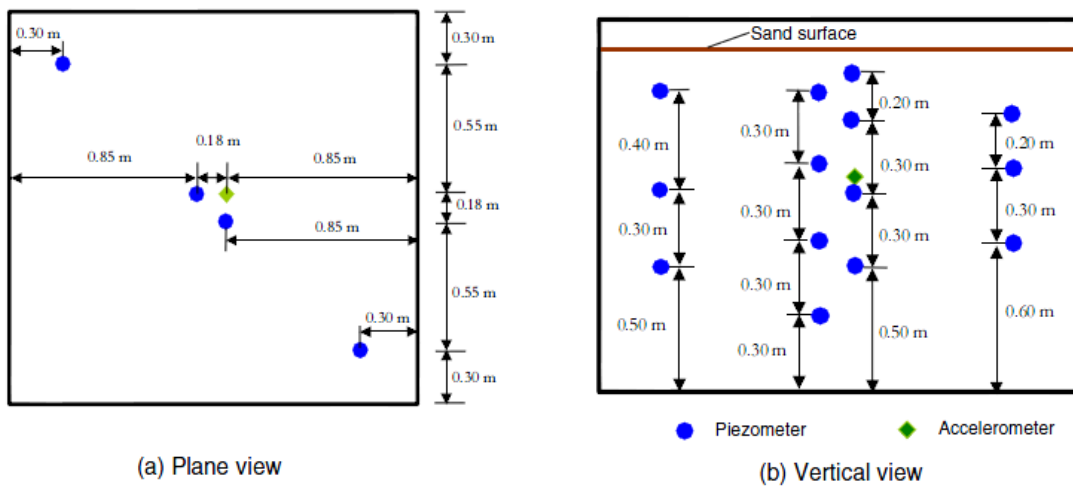 0.30 m
0.30 m
0.55 m
0.18 m
0.85 m
0.85 m
0.18 m
0.85 m
0.55 m
0.30 m
0.30 m
(a) Plane view
Sand surface
0.20 m
0.30 m
0.40 m
0.20 m
0.30 m
0.30 m
0.30 m
0.30 m
0.30 m
0.50 m
0.60 m
0.50 m
0.30 m
Piezometer
Accelerometer
(b) Vertical view